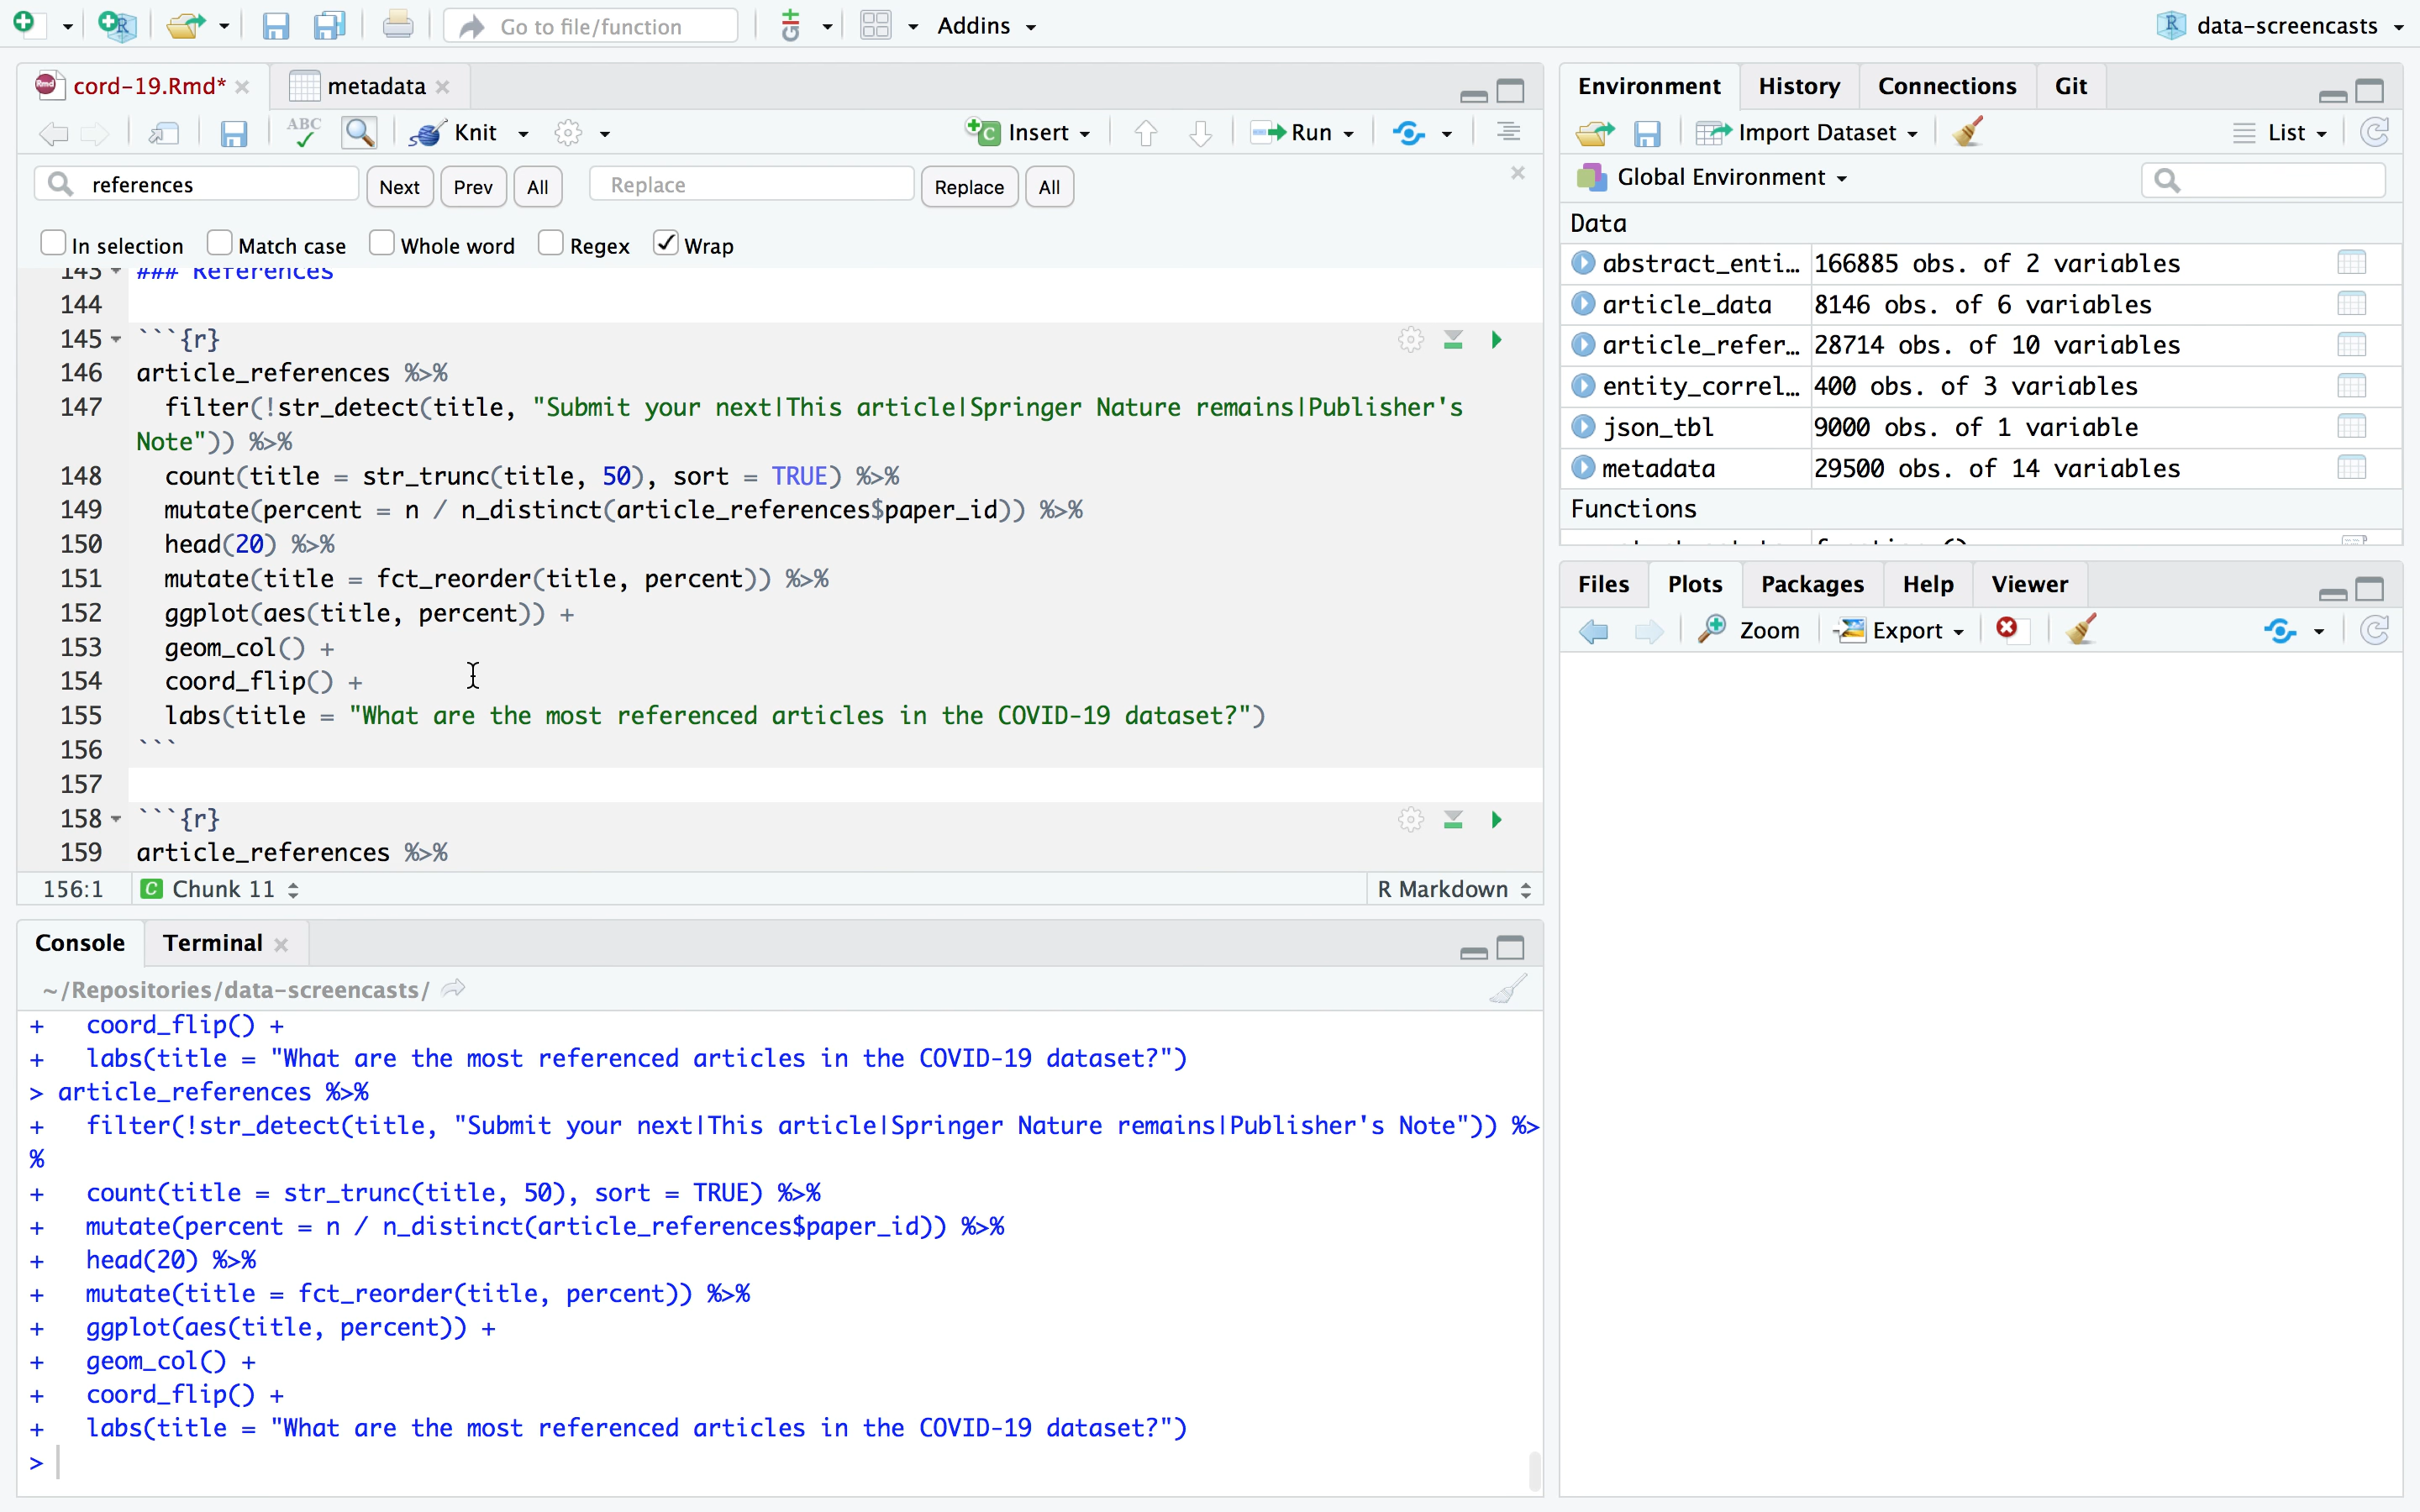 Go to file/function
Addins
data-screencasts
cord-19.Rmd*
metadata
ABC
Knit
Insert
Run
references
Next
Prev
All
Replace
Replace
All
In selection
Match case
Whole word
Regex
Wrap
143 ### References
144
145 ```{r}
146 article_references %>%
147 filter(!str_detect(title, "Submit your next|This article|Springer Nature remains|Publisher's
Note")) %>%
148 count(title = str_trunc(title, 50), sort = TRUE) %>%
149 mutate(percent = n / n_distinct(article_references$paper_id)) %>%
150 head(20) %>%
151 mutate(title = fct_reorder(title, percent)) %>%
152 ggplot(aes(title, percent)) +
153 geom_col() +
154 coord_flip() +
155 labs(title = "What are the most referenced articles in the COVID-19 dataset?")
156 ```
157
158 ```{r}
159 article_references %>%
156:1
C Chunk 11
R Markdown
Console
Terminal
~/Repositories/data-screencasts/
+ coord_flip() +
+ labs(title = "What are the most referenced articles in the COVID-19 dataset?")
> article_references %>%
+ filter(!str_detect(title, "Submit your next|This article|Springer Nature remains|Publisher's Note")) %>
%
+ count(title = str_trunc(title, 50), sort = TRUE) %>%
+ mutate(percent = n / n_distinct(article_references$paper_id)) %>%
+ head(20) %>%
+ mutate(title = fct_reorder(title, percent)) %>%
+ ggplot(aes(title, percent)) +
+ geom_col() +
+ coord_flip() +
+ labs(title = "What are the most referenced articles in the COVID-19 dataset?")
>
Environment
History
Connections
Git
Import Dataset
List
Global Environment
Data
abstract_enti… 166885 obs. of 2 variables
article_data 8146 obs. of 6 variables
article_refer… 28714 obs. of 10 variables
entity_correl… 400 obs. of 3 variables
json_tbl 9000 obs. of 1 variable
metadata 29500 obs. of 14 variables
Functions
Files
Plots
Packages
Help
Viewer
Zoom
Export